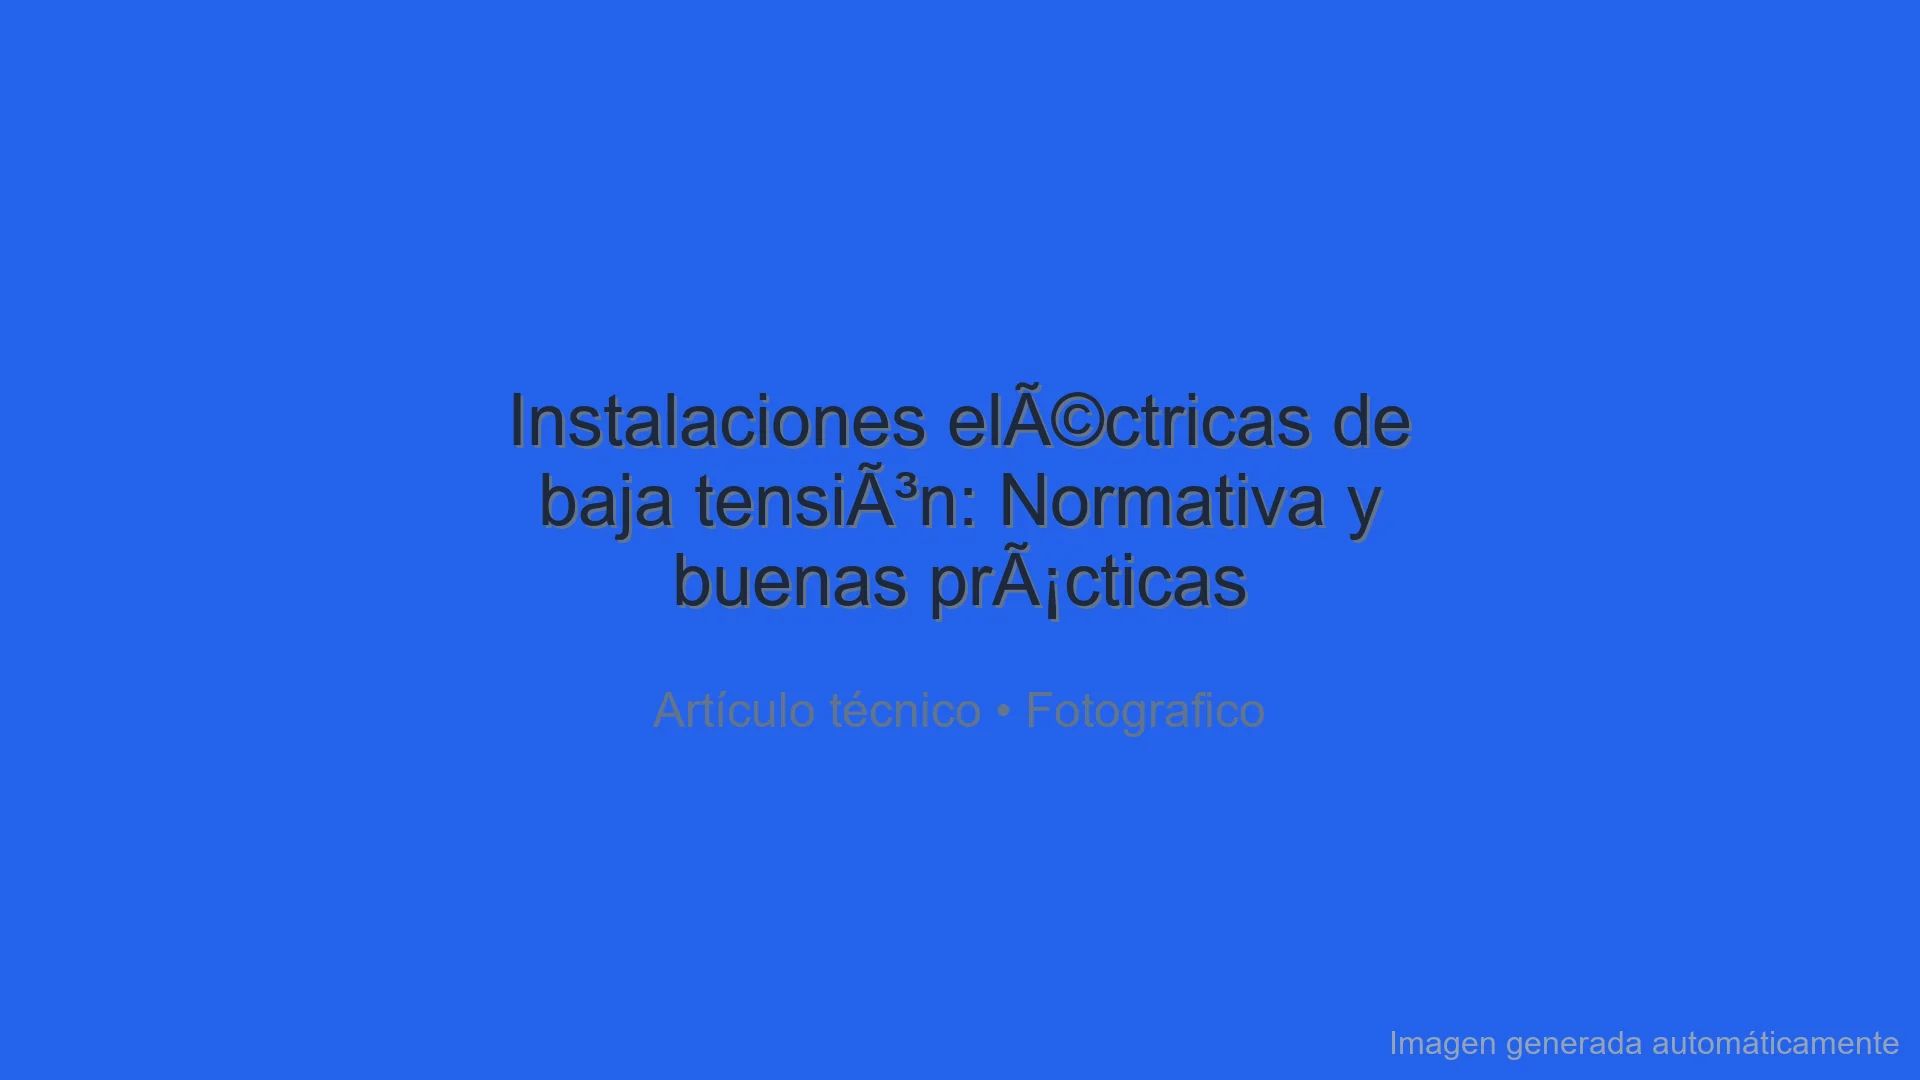 Instalaciones elÃ©ctricas de
baja tensiÃ³n: Normativa y
buenas prÃ¡cticas
Artículo técnico • Fotografico
Imagen generada automáticamente